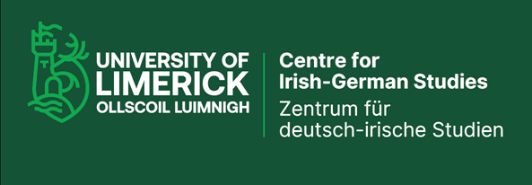 UNIVERSITY OF
LIMERICK
OLLSCOIL LUIMNIGH
Centre for
Irish-German Studies
Zentrum für
deutsch-irische Studien